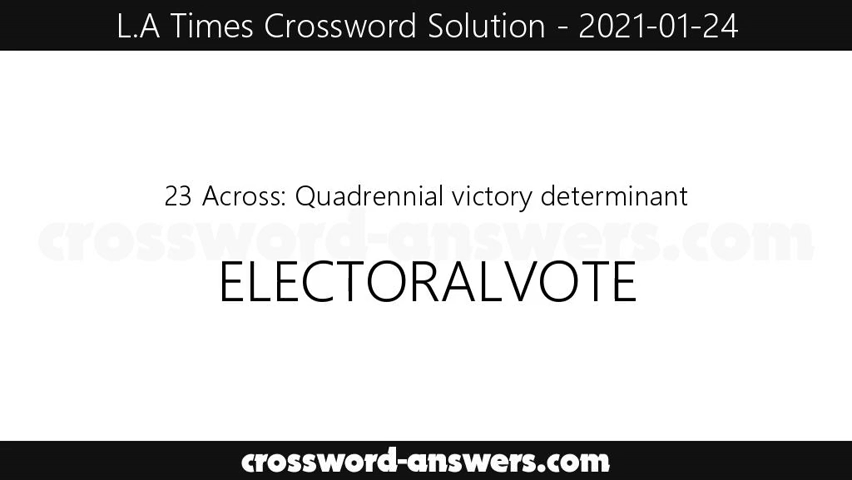 L.A Times Crossword Solution - 2021-01-24
23 Across: Quadrennial victory determinant
crossword-answers.com
ELECTORALVOTE
crossword-answers.com